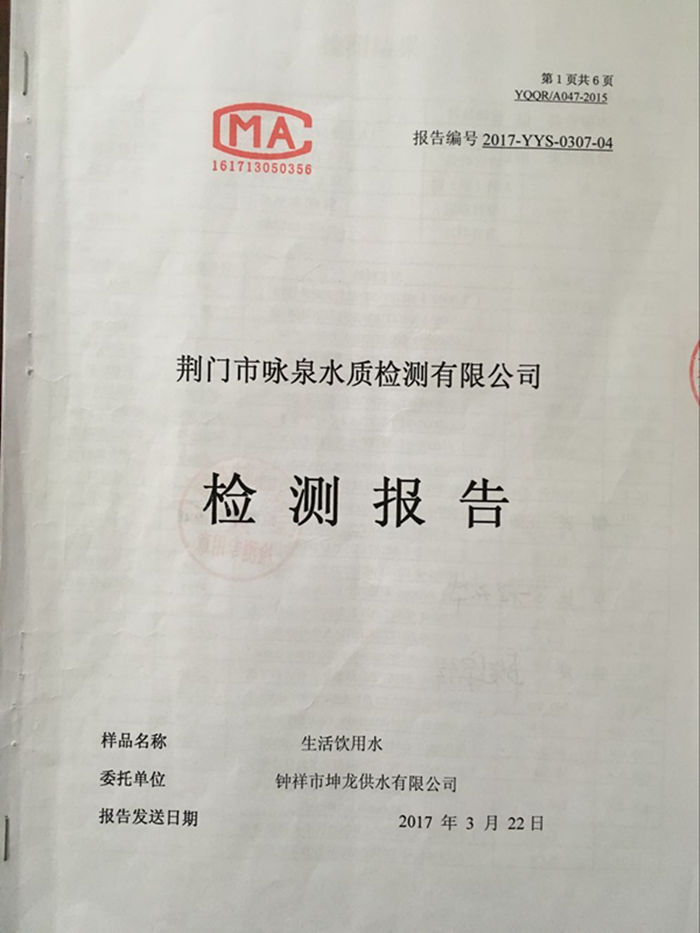 第 1 页共 6 页
YQQR/A047-2015
MA
161713050356
报告编号 2017-YYS-0307-04
荆门市咏泉水质检测有限公司
检测报告
样品名称 生活饮用水
委托单位 钟祥市坤龙供水有限公司
报告发送日期 2017 年 3 月 22 日